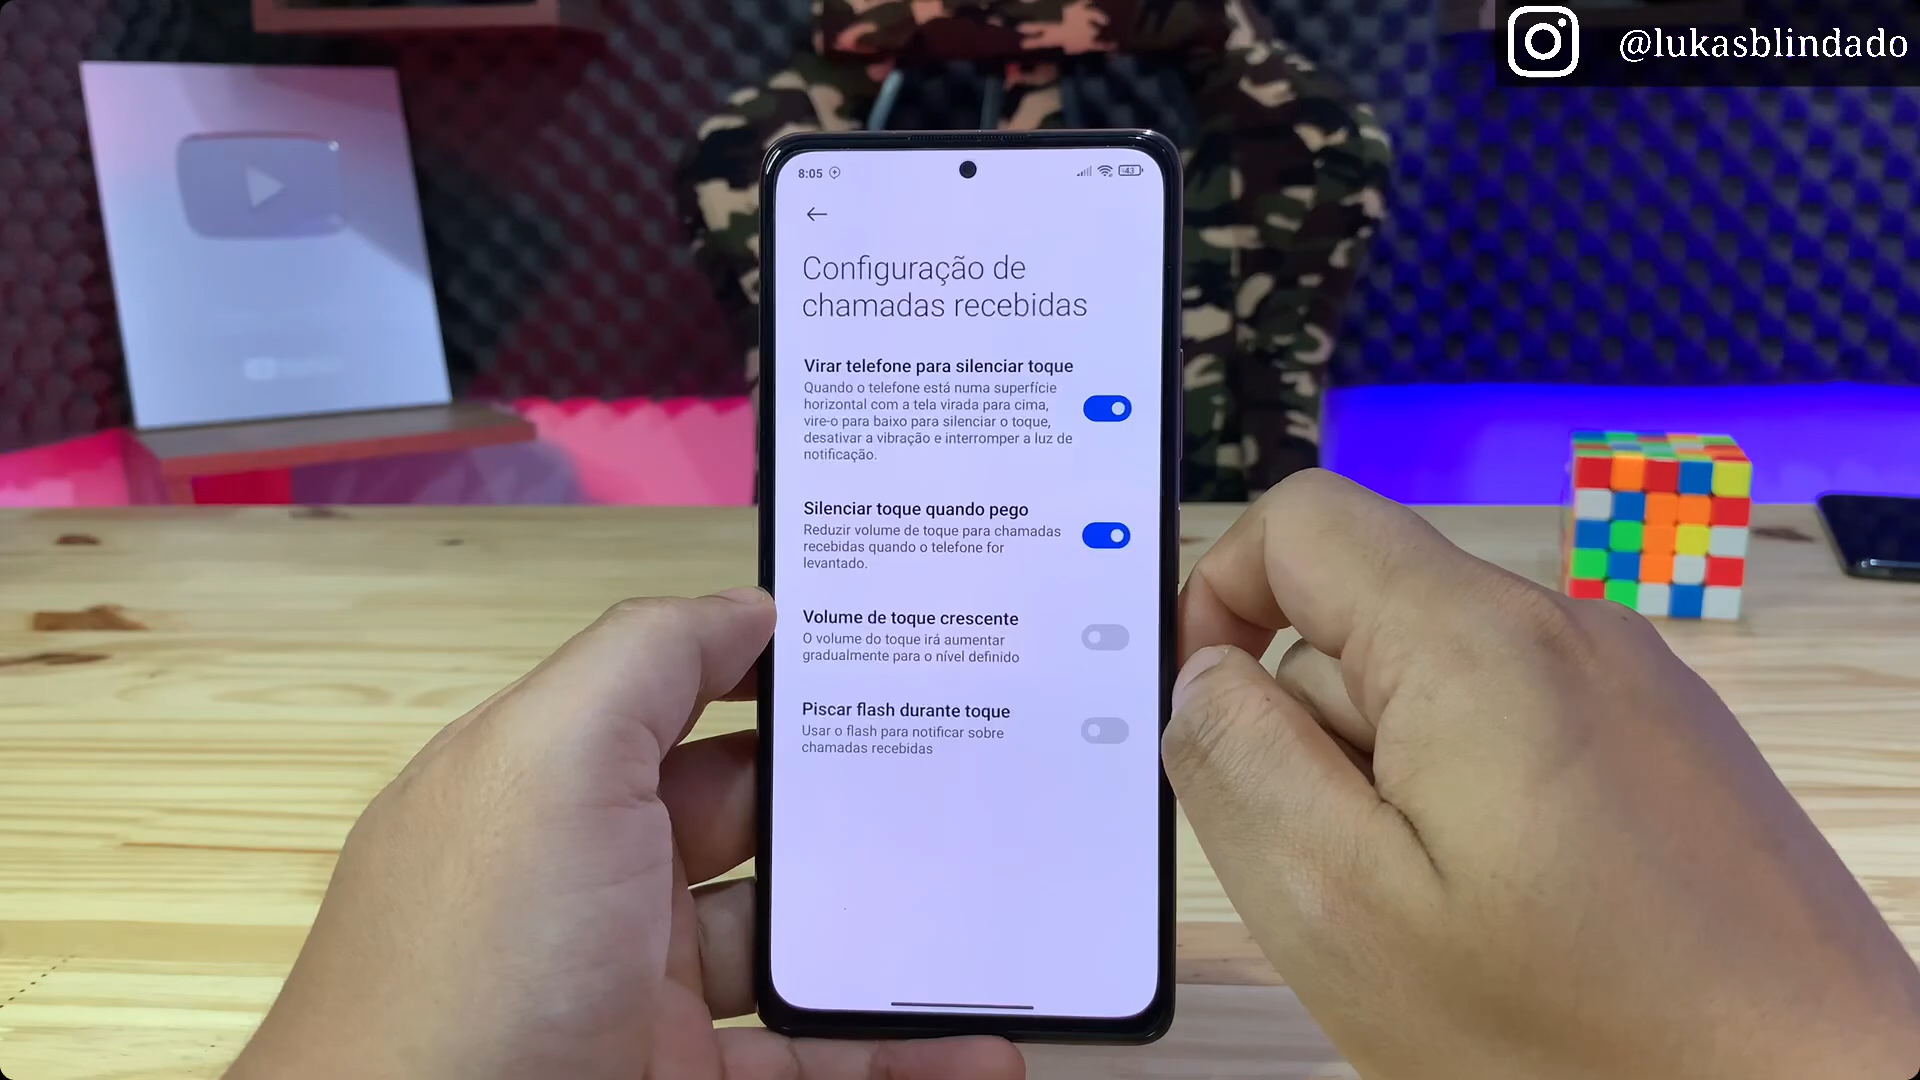 @lukasblindado
8:05
43
Configuração de
chamadas recebidas
Virar telefone para silenciar toque
Quando o telefone está numa superfície
horizontal com a tela virada para cima,
vire-o para baixo para silenciar o toque,
desativar a vibração e interromper a luz de
notificação.
Silenciar toque quando pego
Reduzir volume de toque para chamadas
recebidas quando o telefone for
levantado.
Volume de toque crescente
O volume do toque irá aumentar
gradualmente para o nível definido
Piscar flash durante toque
Usar o flash para notificar sobre
chamadas recebidas